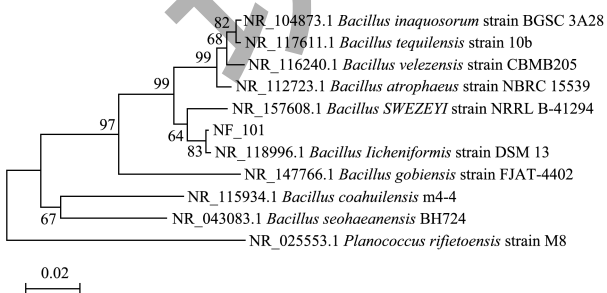 82
NR_104873.1 Bacillus inaquosorum strain BGSC 3A28
68
NR_117611.1 Bacillus tequilensis strain 10b
99
NR_116240.1 Bacillus velezensis strain CBMB205
99
NR_112723.1 Bacillus atrophaeus strain NBRC 15539
NR_157608.1 Bacillus SWEZEYI strain NRRL B-41294
97
64
NF_101
83
NR_118996.1 Bacillus Iicheniformis strain DSM 13
NR_147766.1 Bacillus gobiensis strain FJAT-4402
NR_115934.1 Bacillus coahuilensis m4-4
67
NR_043083.1 Bacillus seohaeanensis BH724
NR_025553.1 Planococcus rifietoensis strain M8
0.02